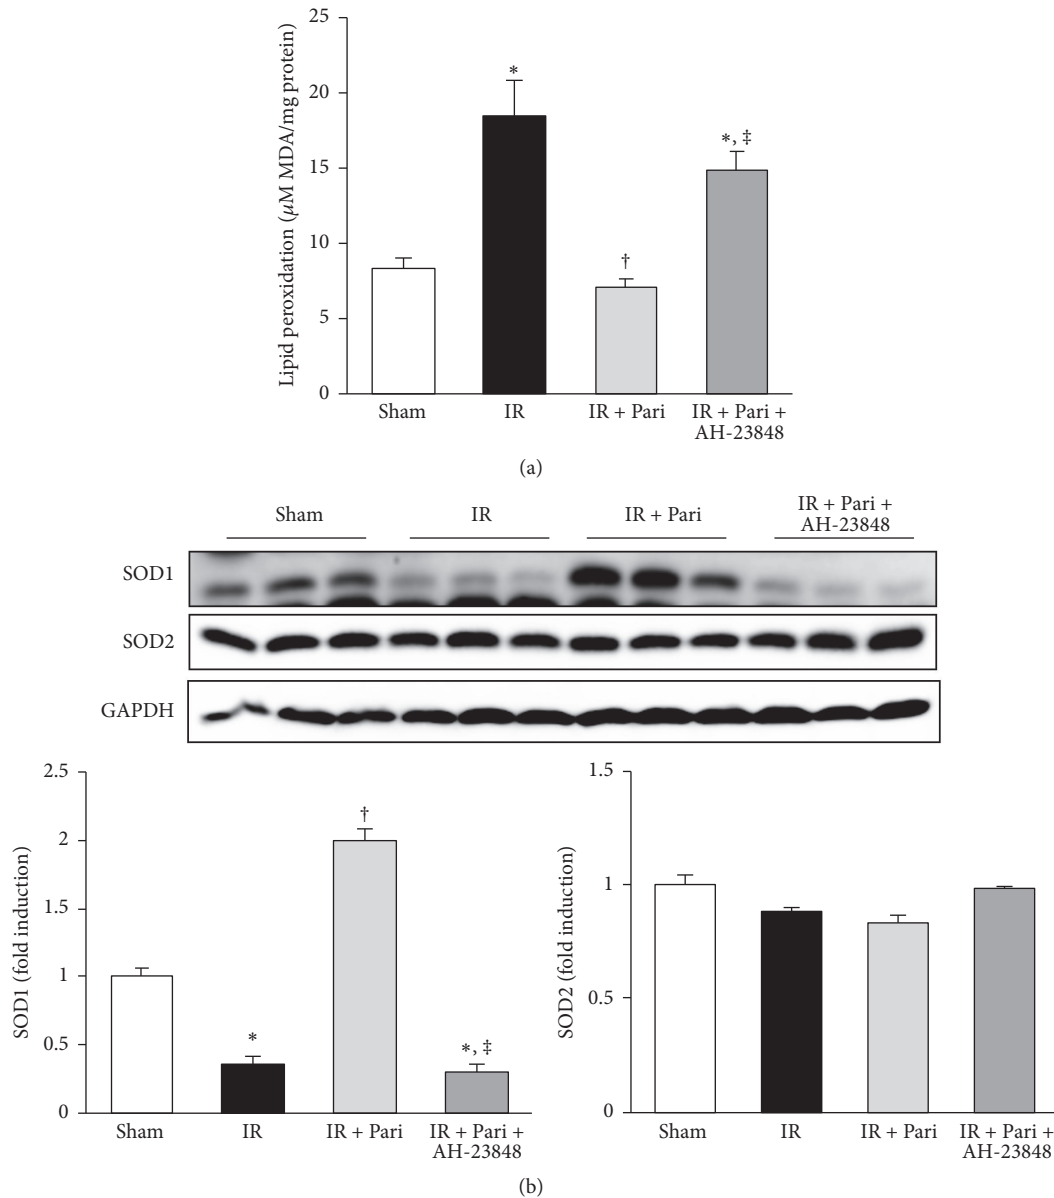 25
20
15
10
5
0
Lipid peroxidation (μM MDA/mg protein)
*
†
*, ‡
Sham
IR
IR + Pari
IR + Pari +
AH-23848
(a)
Sham
IR
IR + Pari
IR + Pari +
AH-23848
SOD1
SOD2
GAPDH
2.5
2
1.5
1
0.5
0
SOD1 (fold induction)
*
†
*, ‡
Sham
IR
IR + Pari
IR + Pari +
AH-23848
1.5
1
0.5
0
SOD2 (fold induction)
Sham
IR
IR + Pari
IR + Pari +
AH-23848
(b)